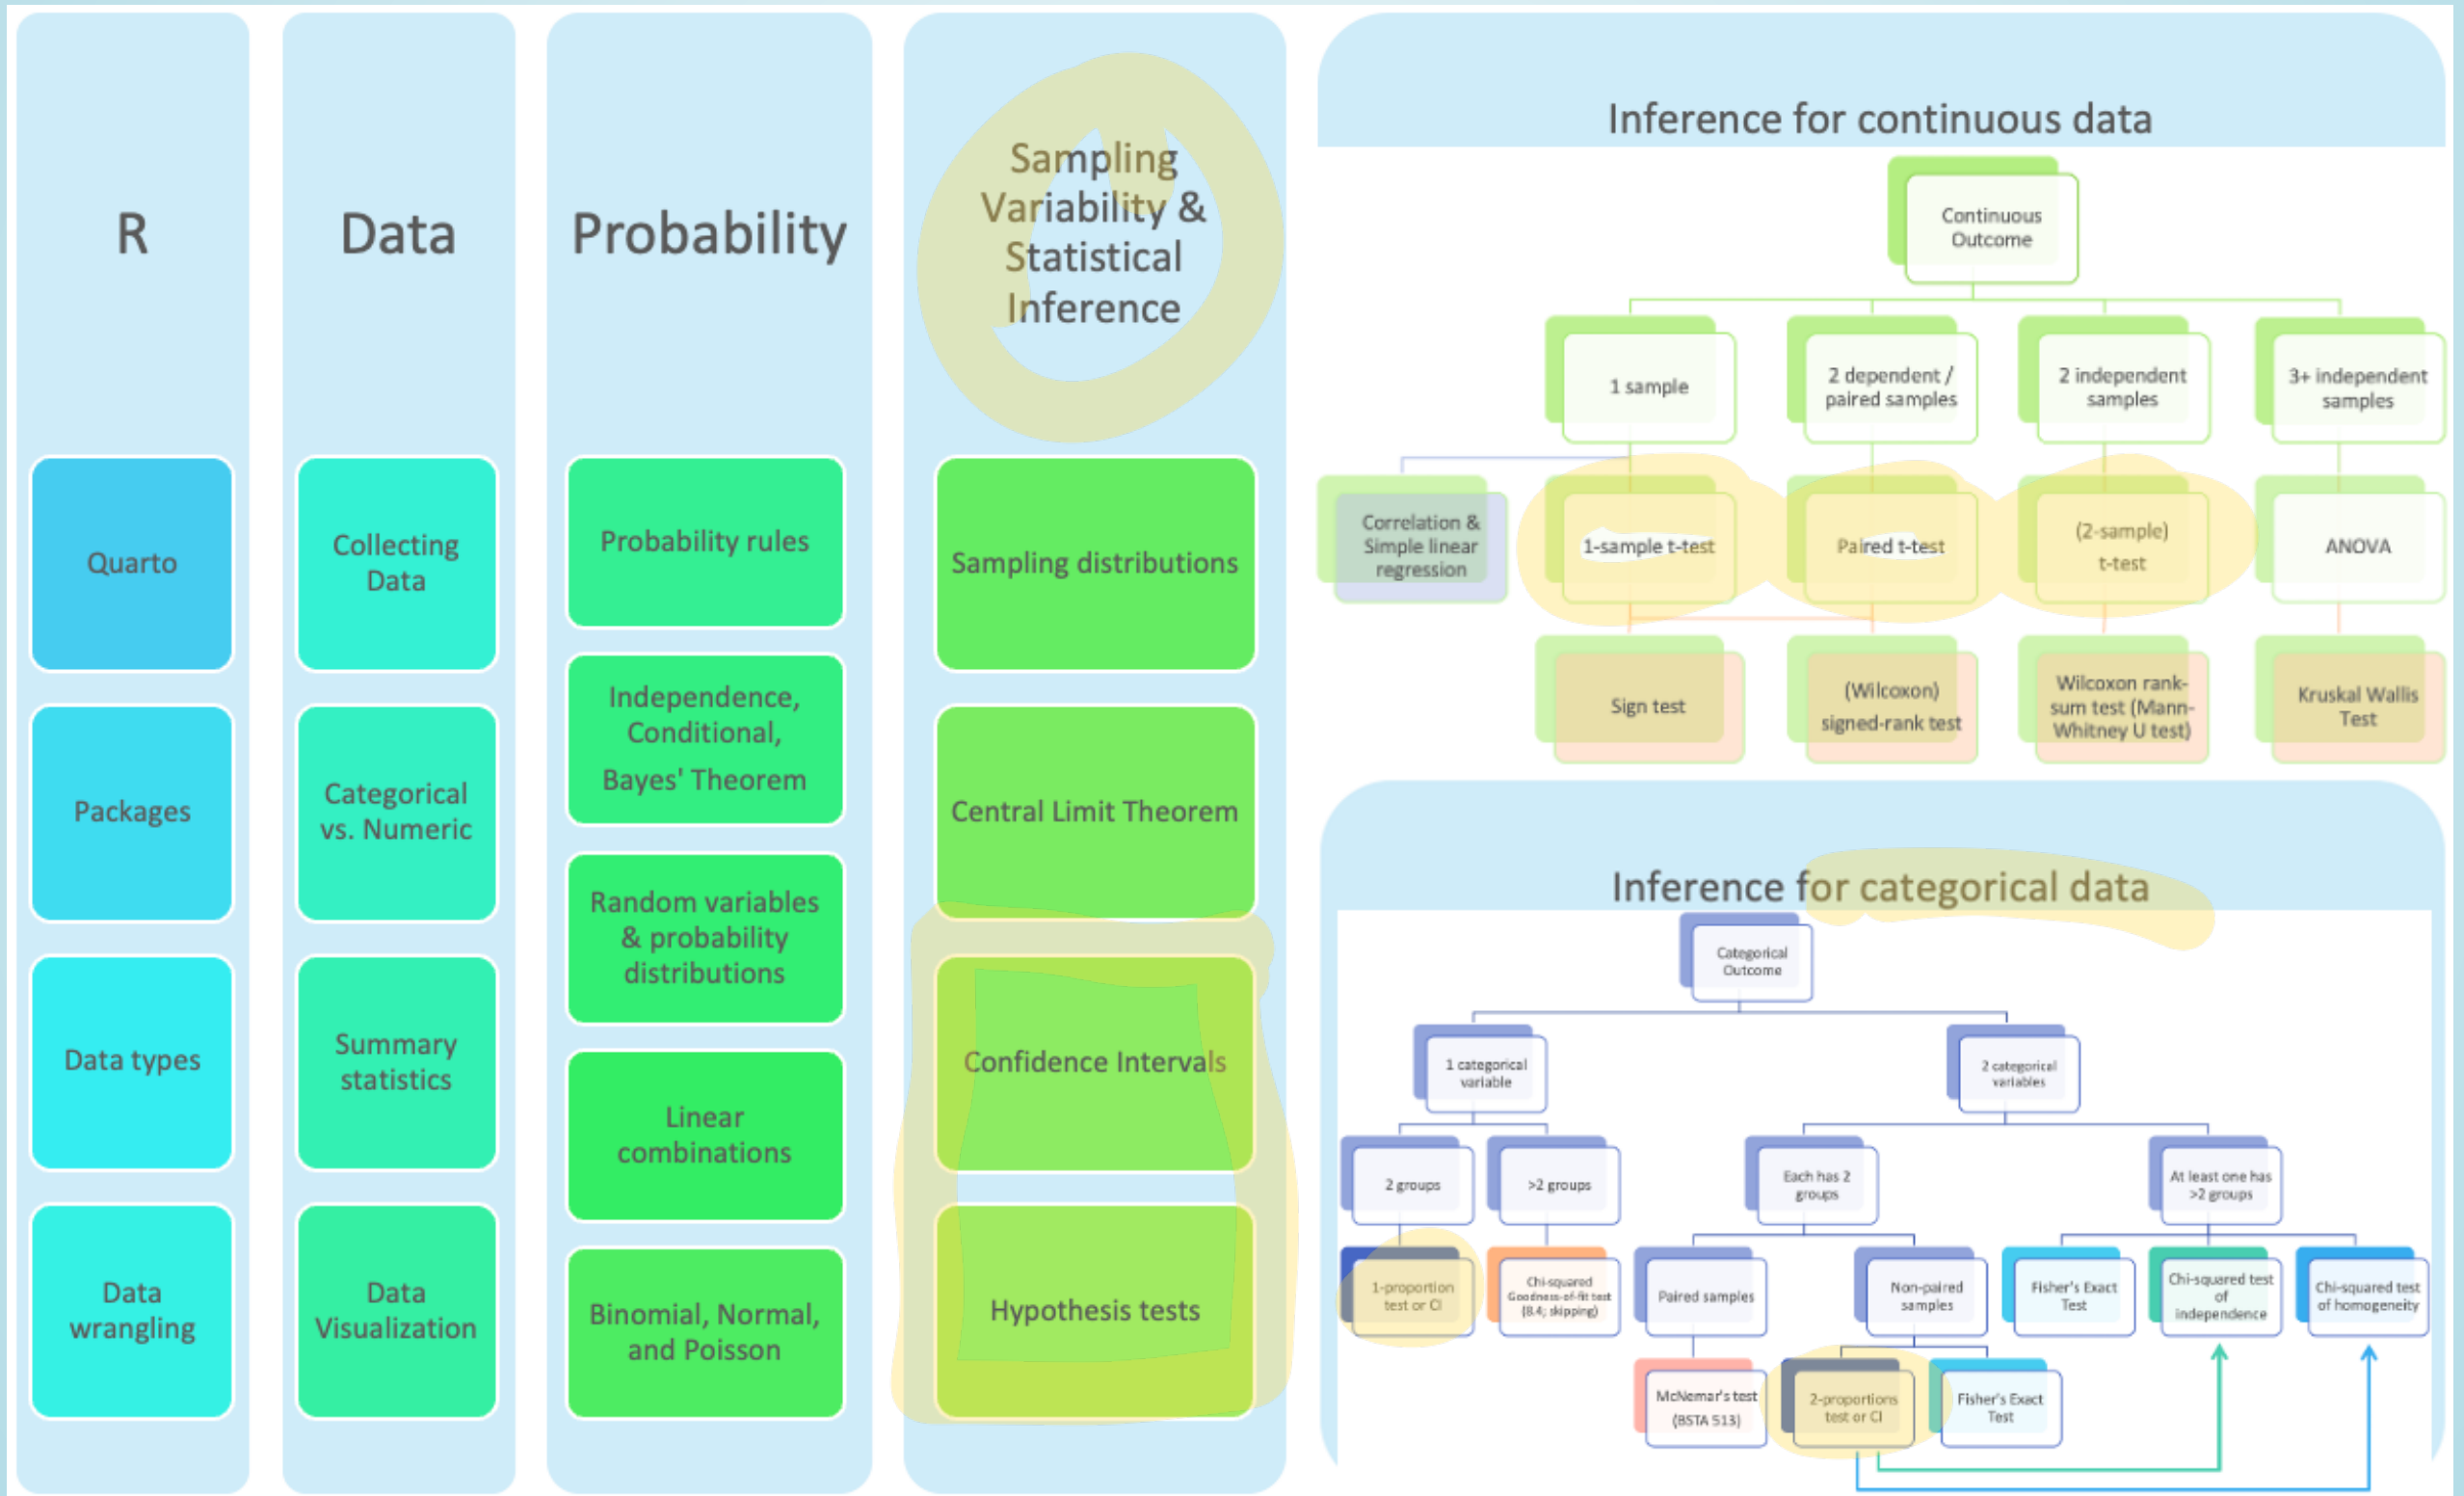 R
Quarto
Packages
Data types
Data
wrangling
Data
Collecting
Data
Categorical
vs. Numeric
Summary
statistics
Data
Visualization
Probability
Probability rules
Independence,
Conditional,
Bayes' Theorem
Random variables
& probability
distributions
Linear
combinations
Binomial, Normal,
and Poisson
Sampling
Variability &
Statistical
Inference
Sampling distributions
Central Limit Theorem
Confidence Intervals
Hypothesis tests
Inference for continuous data
Continuous
Outcome
1 sample
2 dependent /
paired samples
2 independent
samples
3+ independent
samples
Correlation &
Simple linear
regression
1-sample t-test
Paired t-test
(2-sample)
t-test
ANOVA
Sign test
(Wilcoxon)
signed-rank test
Wilcoxon rank-
sum test (Mann-
Whitney U test)
Kruskal Wallis
Test
Inference for categorical data
Categorical
Outcome
1 categorical
variable
2 categorical
variables
2 groups
>2 groups
Each has 2
groups
At least one has
>2 groups
1-proportion
test or CI
Chi-squared
Goodness-of-fit test
(8.4; skipping)
Paired samples
Non-paired
samples
Fisher's Exact
Test
Chi-squared test
of
independence
Chi-squared test
of homogeneity
McNemar's test
(BSTA 513)
2-proportions
test or CI
Fisher's Exact
Test